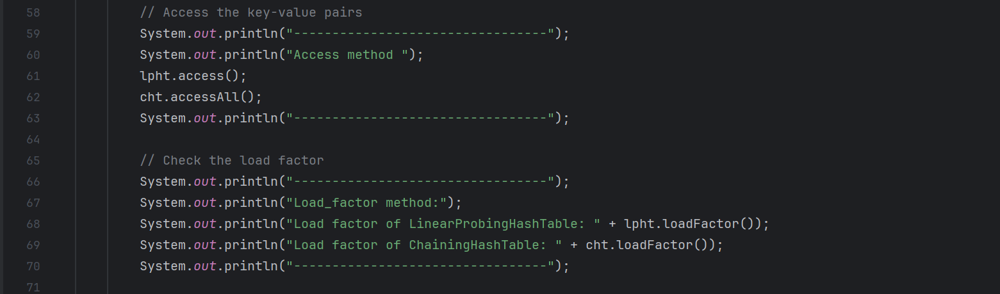 58 // Access the key-value pairs
59 System.out.println("---------------------------------");
60 System.out.println("Access method ");
61 lpht.access();
62 cht.accessAll();
63 System.out.println("---------------------------------");
64
65 // Check the load factor
66 System.out.println("---------------------------------");
67 System.out.println("Load_factor method:");
68 System.out.println("Load factor of LinearProbingHashTable: " + lpht.loadFactor());
69 System.out.println("Load factor of ChainingHashTable: " + cht.loadFactor());
70 System.out.println("---------------------------------");
71